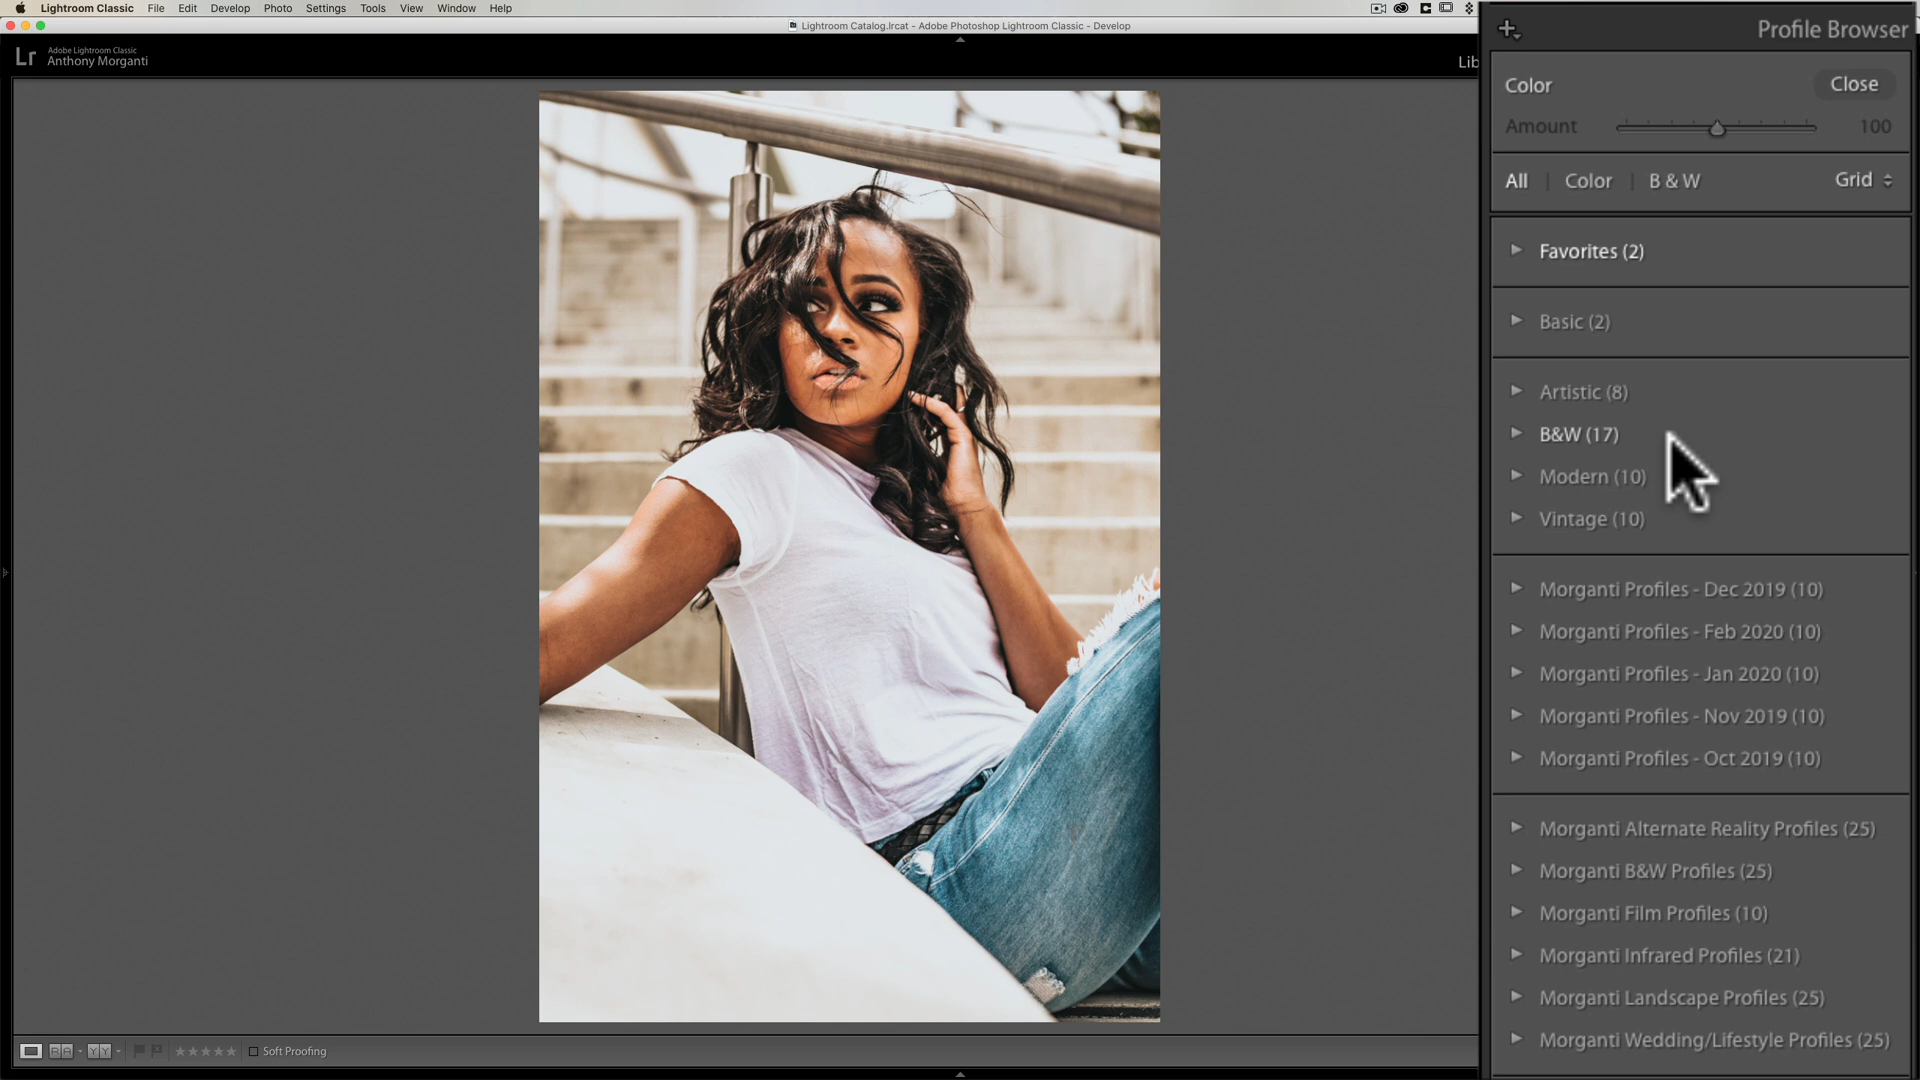 Lightroom Classic File Edit Develop Photo Settings Tools View Window Help
Lightroom Catalog.lrcat - Adobe Photoshop Lightroom Classic - Develop
Lr
Adobe Lightroom Classic
Anthony Morganti
Lib
Profile Browser
Color Close
Amount 100
All | Color | B & W Grid
Favorites (2)
Basic (2)
Artistic (8)
B&W (17)
Modern (10)
Vintage (10)
Morganti Profiles - Dec 2019 (10)
Morganti Profiles - Feb 2020 (10)
Morganti Profiles - Jan 2020 (10)
Morganti Profiles - Nov 2019 (10)
Morganti Profiles - Oct 2019 (10)
Morganti Alternate Reality Profiles (25)
Morganti B&W Profiles (25)
Morganti Film Profiles (10)
Morganti Infrared Profiles (21)
Morganti Landscape Profiles (25)
Morganti Wedding/Lifestyle Profiles (25)
RA YY Soft Proofing